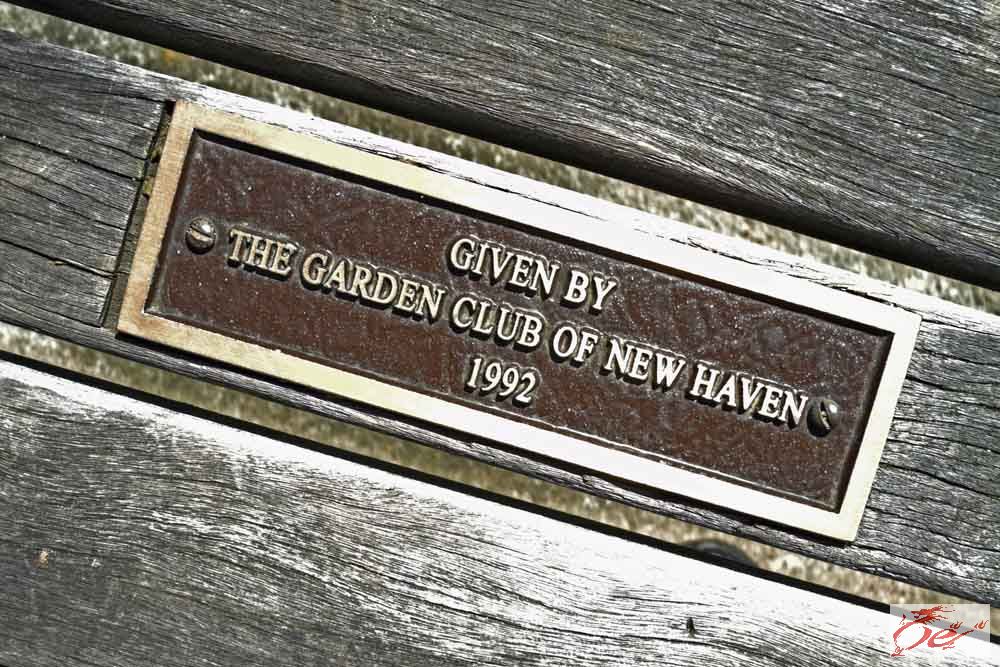 GIVEN BY
THE GARDEN CLUB OF NEW HAVEN
1992